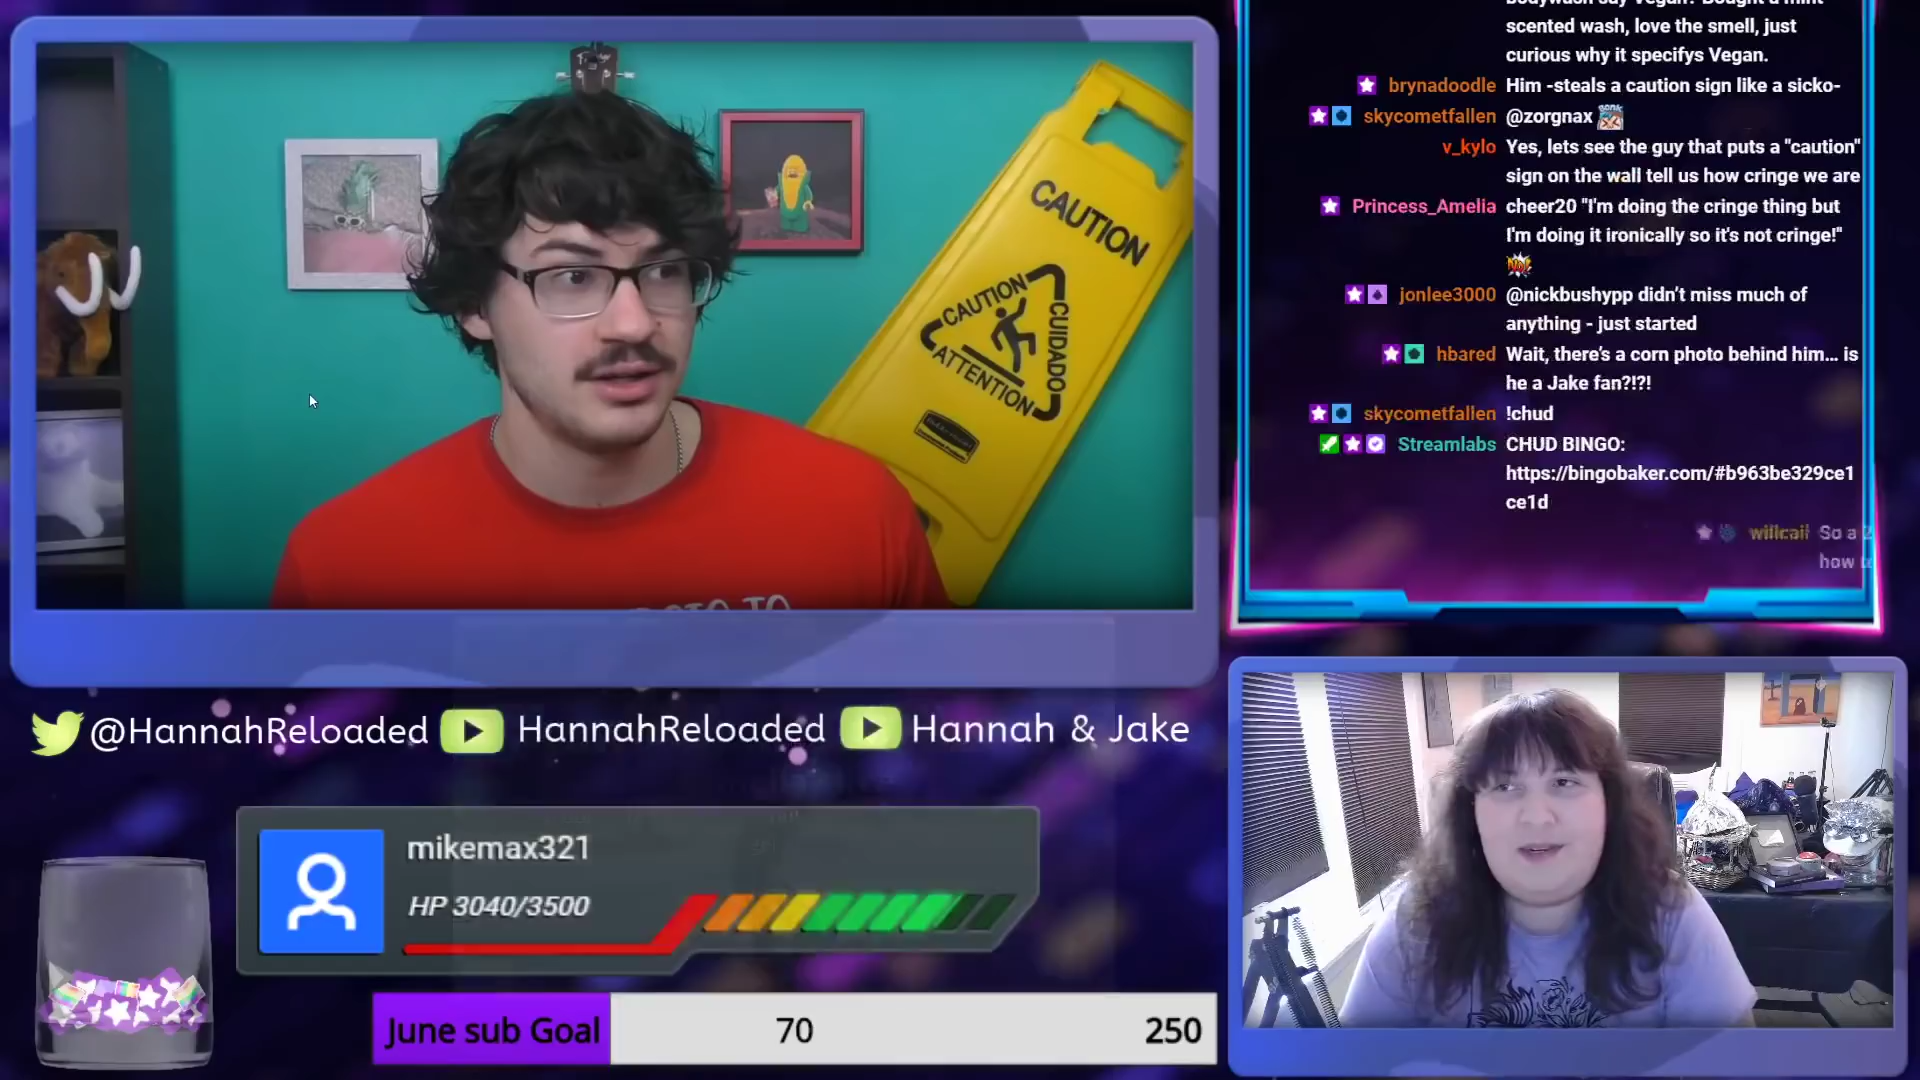 scented wash, love the smell, just
curious why it specifys Vegan.
brynadoodle Him -steals a caution sign like a sicko-
skycometfallen @zorgnax
v_kylo Yes, lets see the guy that puts a "caution"
sign on the wall tell us how cringe we are
Princess_Amelia cheer20 "I'm doing the cringe thing but
I'm doing it ironically so it's not cringe!"
jonlee3000 @nickbushypp didn't miss much of
anything - just started
hbared Wait, there's a corn photo behind him... is
he a Jake fan?!?!
skycometfallen !chud
Streamlabs CHUD BINGO:
https://bingobaker.com/#b963be329ce1
ce1d
willcail So a
how
CAUTION
CAUTION
CUIDADO
ATTENTION
@HannahReloaded HannahReloaded Hannah & Jake
mikemax321
HP 3040/3500
June sub Goal 70 250